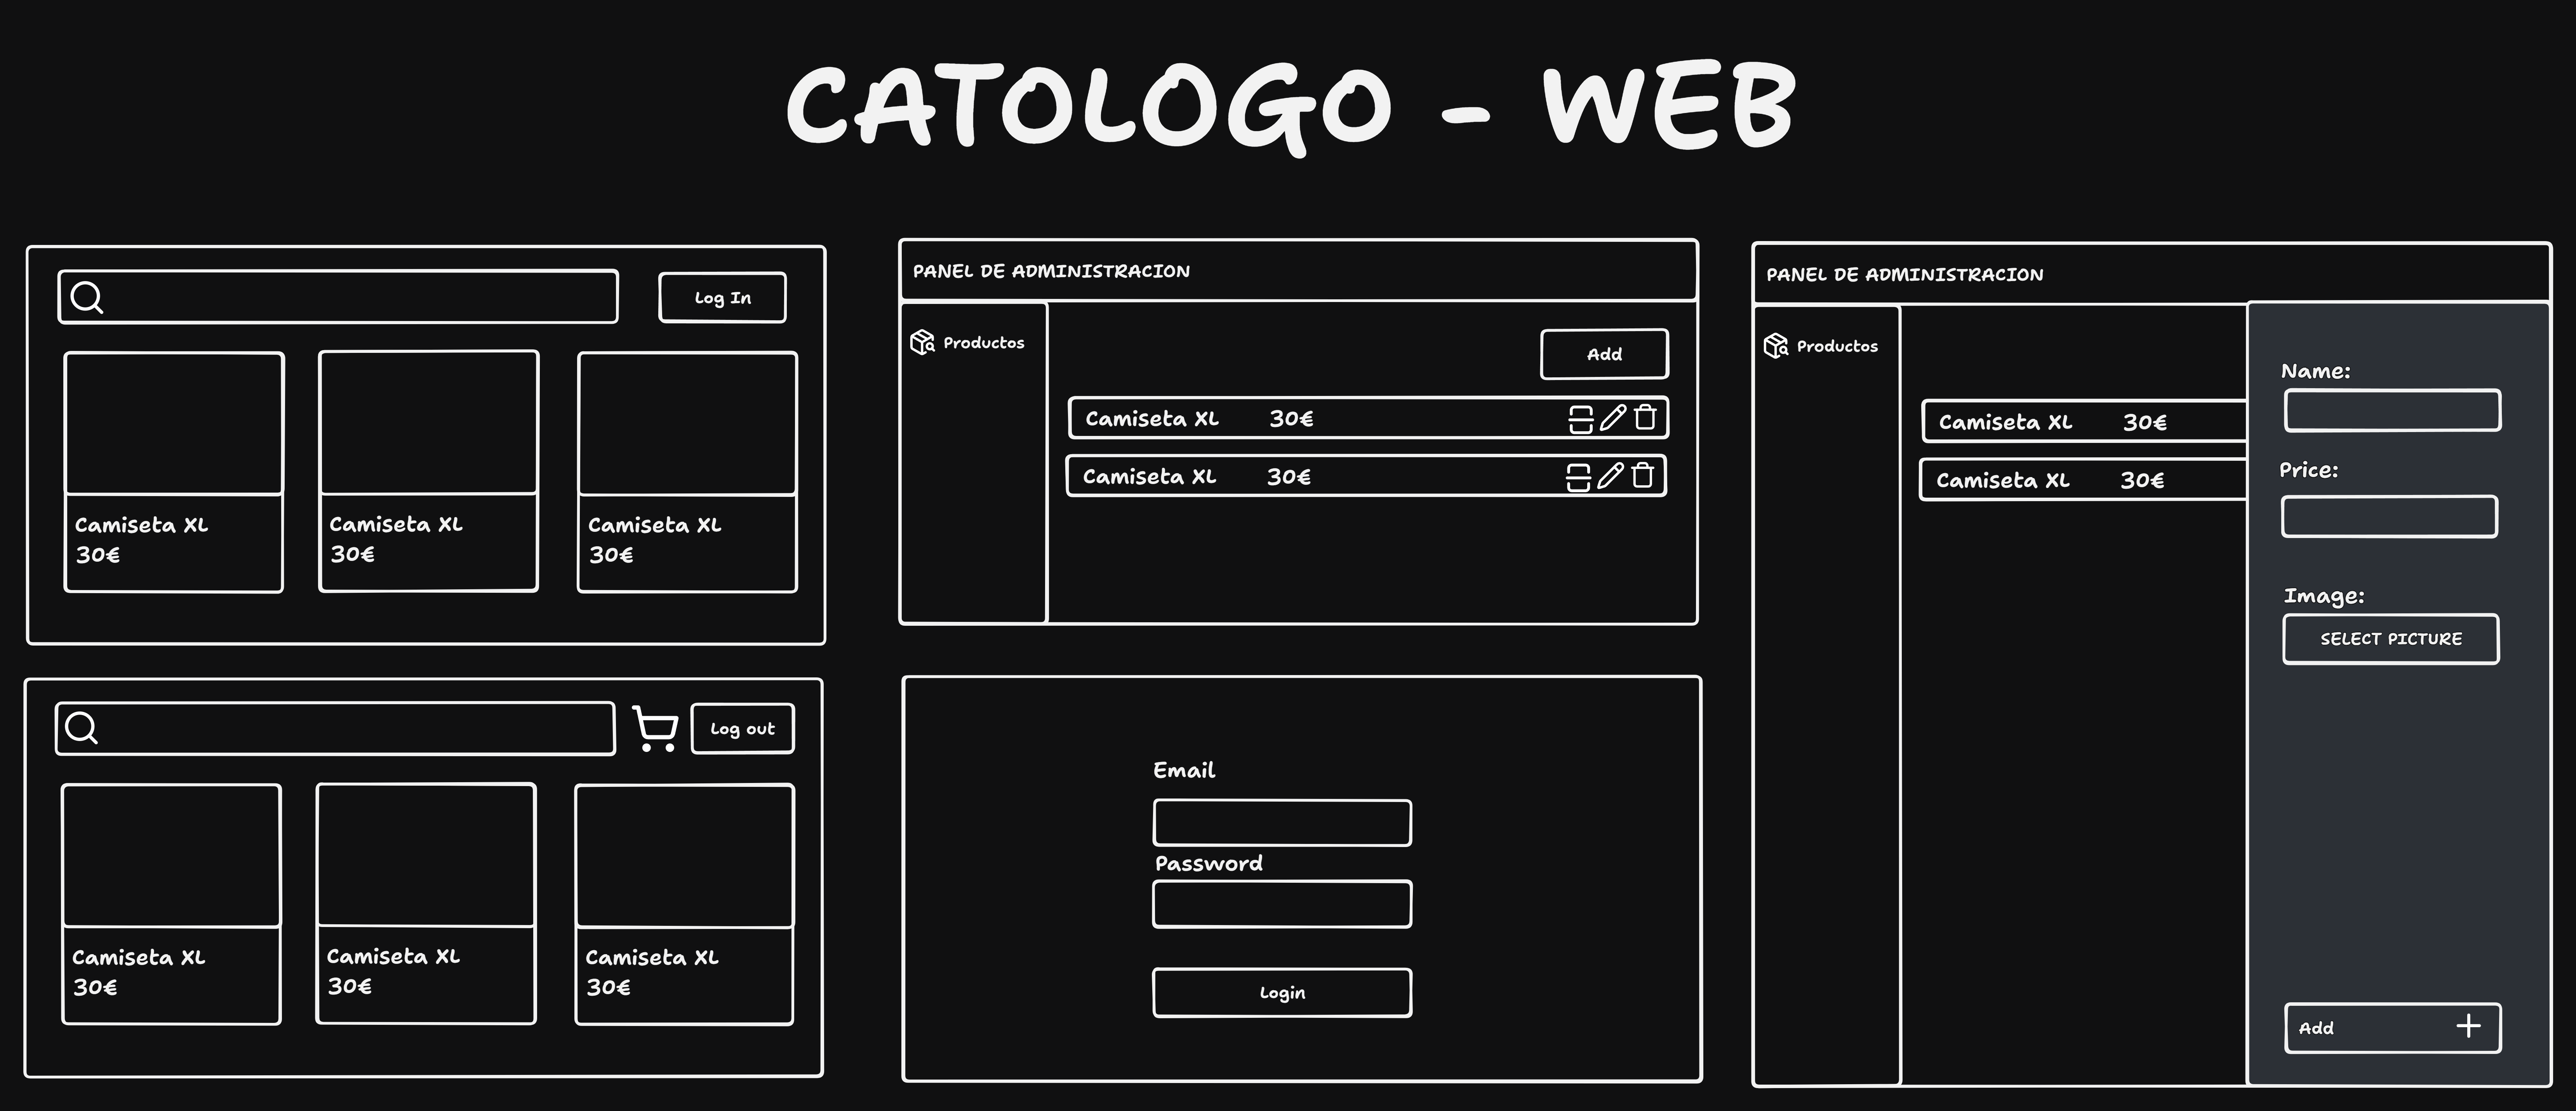 CATOLOGO - WEB
Log In
Camiseta XL
30€
Camiseta XL
30€
Camiseta XL
30€
Log out
Camiseta XL
30€
Camiseta XL
30€
Camiseta XL
30€
PANEL DE ADMINISTRACION
Productos
Add
Camiseta XL 30€
Camiseta XL 30€
Email
Password
Login
PANEL DE ADMINISTRACION
Productos
Camiseta XL 30€
Camiseta XL 30€
Name:
Price:
Image:
SELECT PICTURE
Add